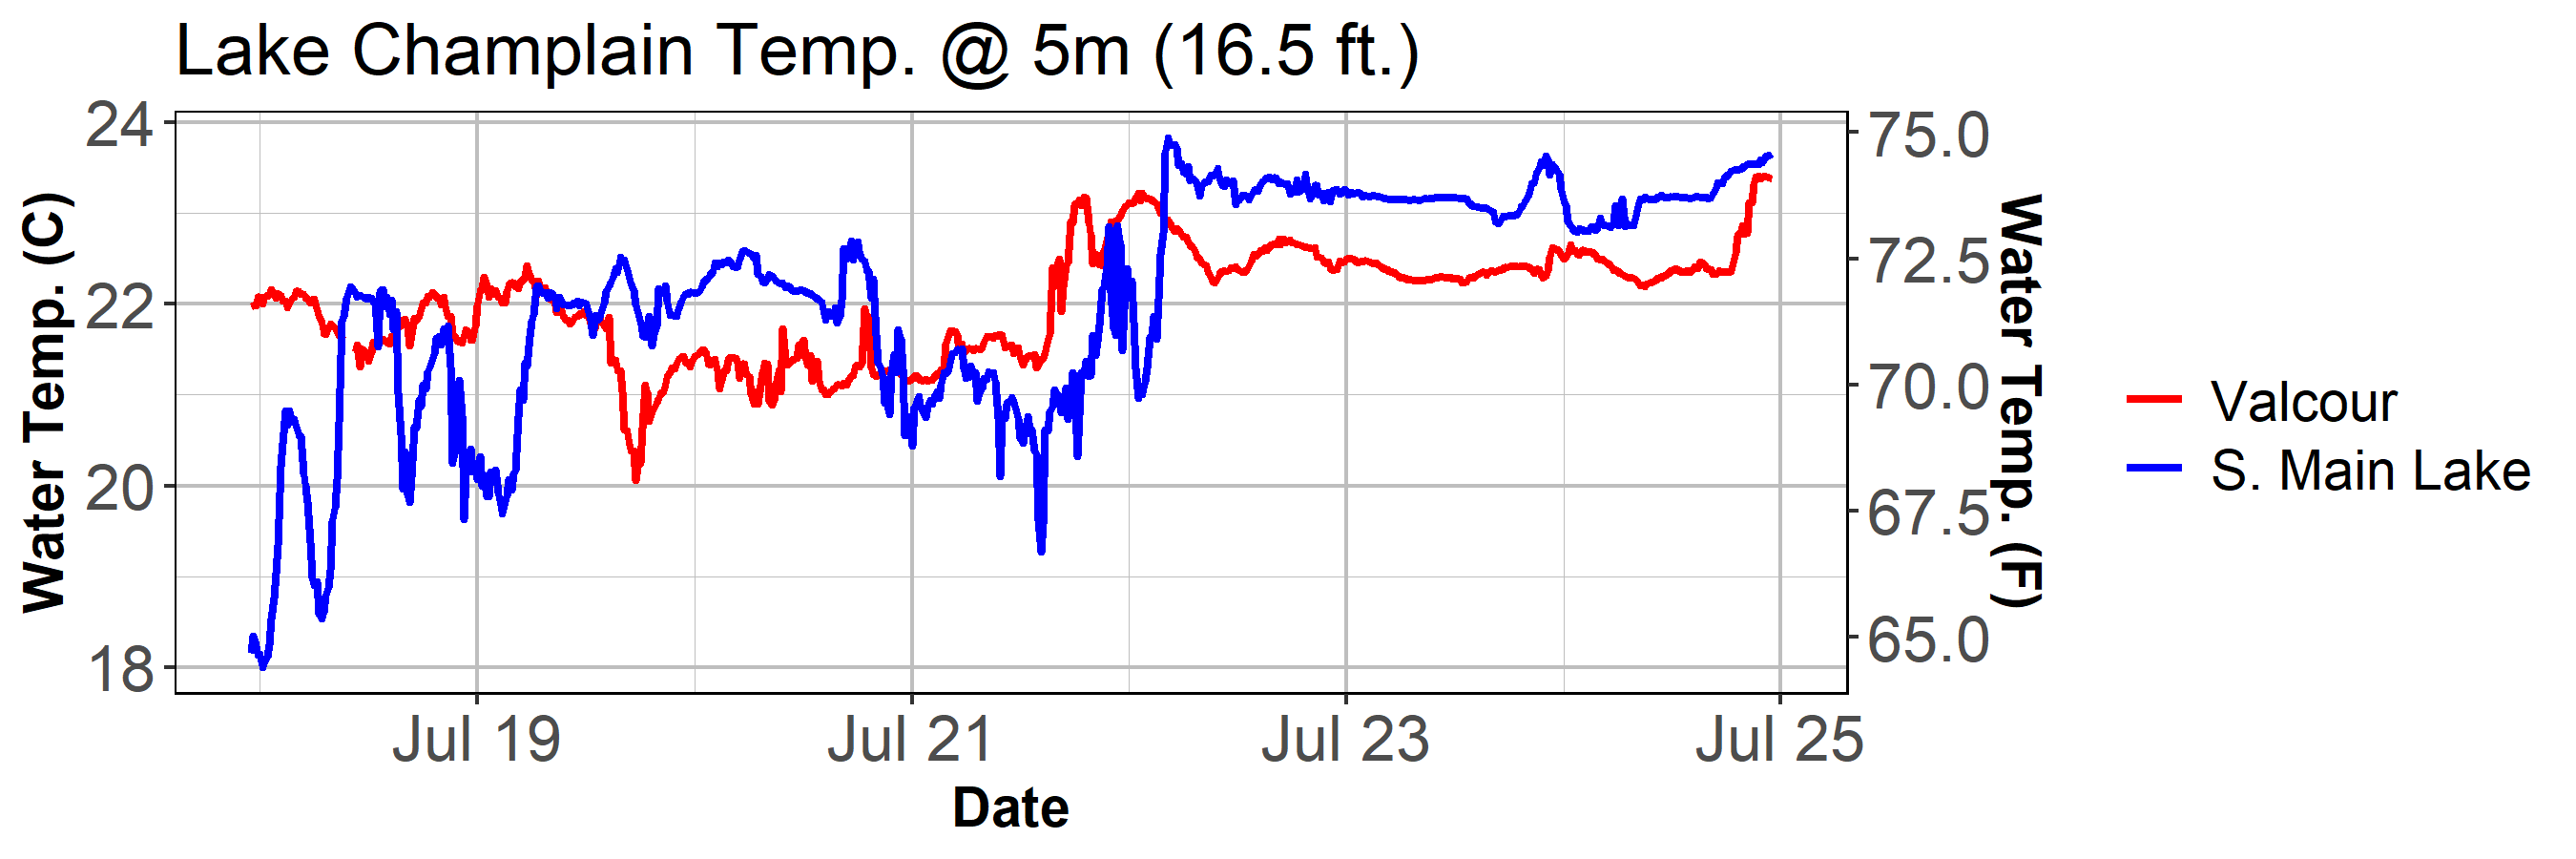 Lake Champlain Temp. @ 5m (16.5 ft.)
Water Temp. (C)
24
22
20
18
75.0
72.5
70.0
67.5
65.0
Water Temp. (F)
Jul 19
Jul 21
Jul 23
Jul 25
Date
Valcour
S. Main Lake